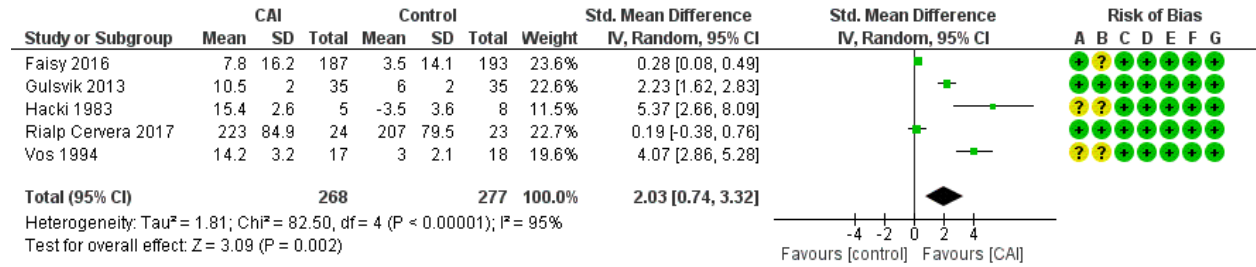 CAI Control Std. Mean Difference Std. Mean Difference Risk of Bias
Study or Subgroup Mean SD Total Mean SD Total Weight IV, Random, 95% CI IV, Random, 95% CI A B C D E F G
Faisy 2016 7.8 16.2 187 3.5 14.1 193 23.6% 0.28 [0.08, 0.49] + ? + + + + +
Gulsvik 2013 10.5 2 35 6 2 35 22.6% 2.23 [1.62, 2.83] + + + + + + +
Hacki 1983 15.4 2.6 5 -3.5 3.6 8 11.5% 5.37 [2.66, 8.09] ? ? + + + + +
Rialp Cervera 2017 223 84.9 24 207 79.5 23 22.7% 0.19 [-0.38, 0.76] + + + + + + +
Vos 1994 14.2 3.2 17 3 2.1 18 19.6% 4.07 [2.86, 5.28] ? ? + + + + +
Total (95% CI) 268 277 100.0% 2.03 [0.74, 3.32]
Heterogeneity: Tau² = 1.81; Chi² = 82.50, df = 4 (P < 0.00001); I² = 95%
Test for overall effect: Z = 3.09 (P = 0.002)
-4 -2 0 2 4
Favours [control] Favours [CAI]